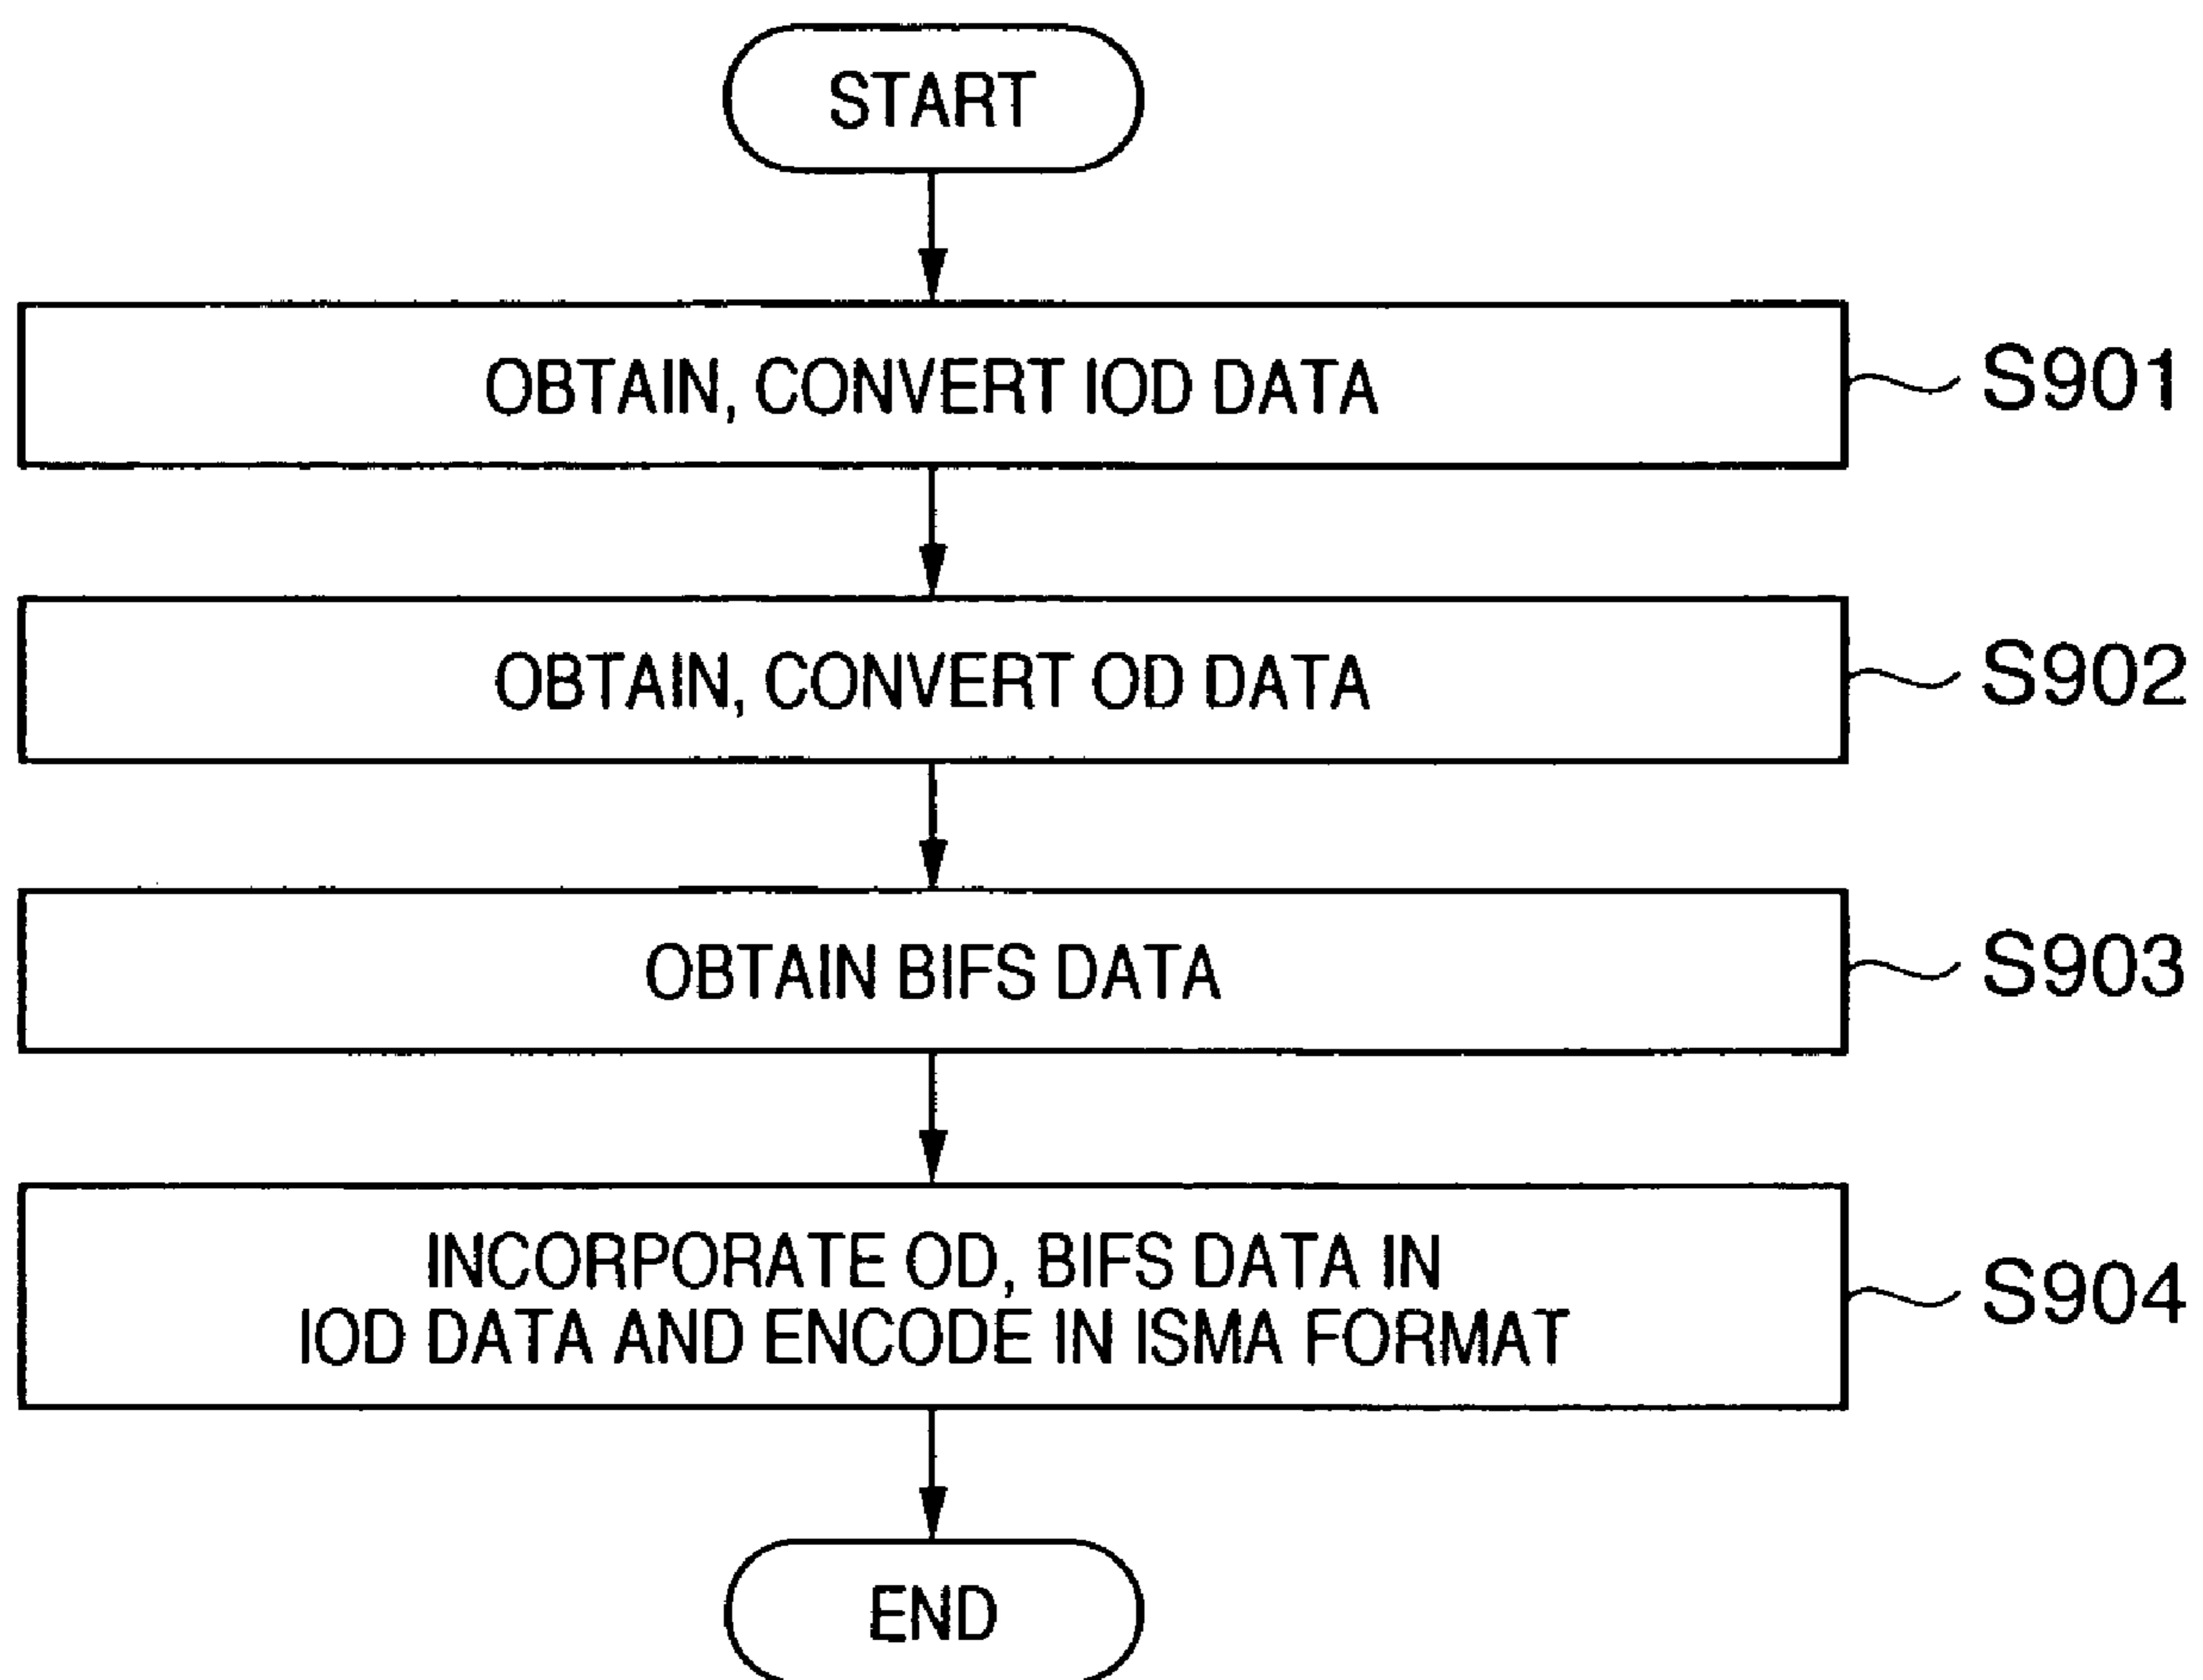 START
OBTAIN, CONVERT IOD DATA
S901
OBTAIN, CONVERT OD DATA
S902
OBTAIN BIFS DATA
S903
INCORPORATE OD, BIFS DATA IN
IOD DATA AND ENCODE IN ISMA FORMAT
S904
END